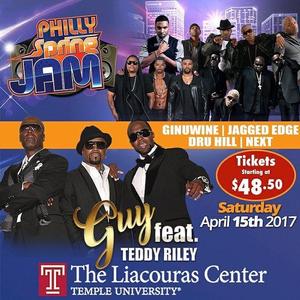 PHILLY
Spring
JAM
GINUWINE | JAGGED EDGE
DRU HILL | NEXT
Tickets
Starting at
$48.50
Saturday
April 15th 2017
Guy
feat.
TEDDY RILEY
T The Liacouras Center
TEMPLE UNIVERSITY®